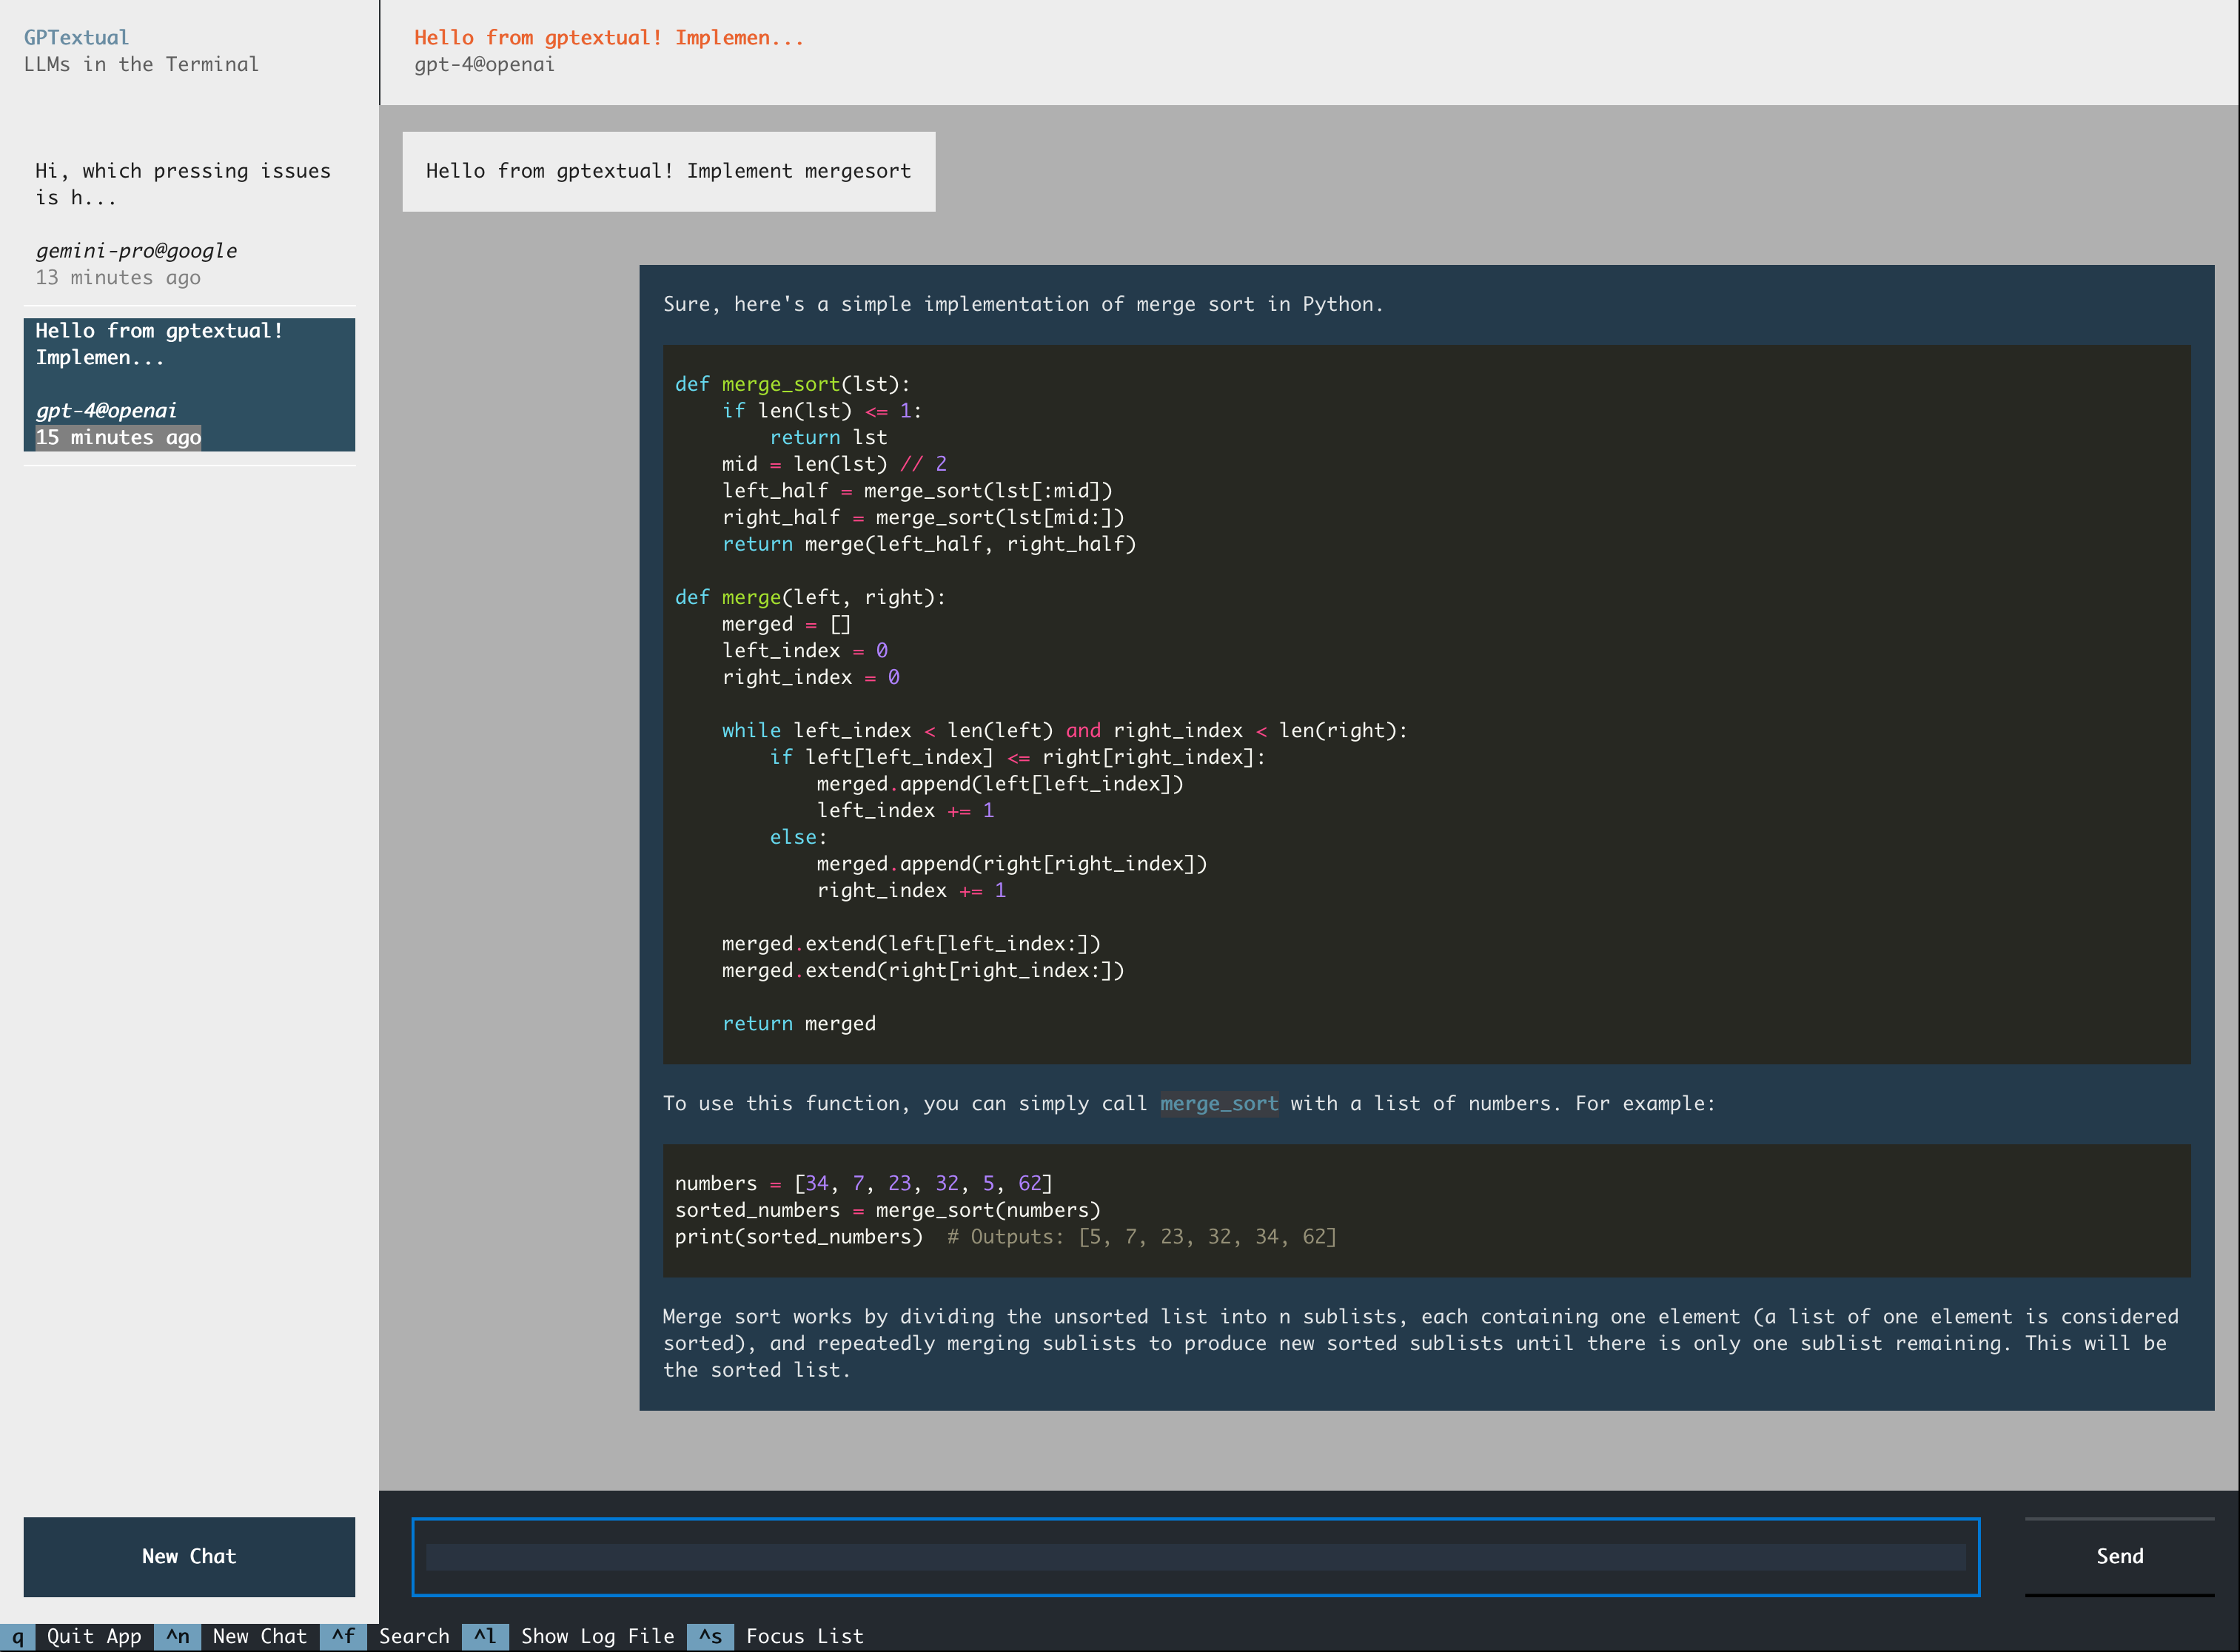 GPTextual
LLMs in the Terminal
Hi, which pressing issues
is h...
gemini-pro@google
13 minutes ago
Hello from gptextual!
Implemen...
gpt-4@openai
15 minutes ago
New Chat
Hello from gptextual! Implemen...
gpt-4@openai
Hello from gptextual! Implement mergesort
Sure, here's a simple implementation of merge sort in Python.
def merge_sort(lst):
    if len(lst) <= 1:
        return lst
    mid = len(lst) // 2
    left_half = merge_sort(lst[:mid])
    right_half = merge_sort(lst[mid:])
    return merge(left_half, right_half)
def merge(left, right):
    merged = []
    left_index = 0
    right_index = 0
    while left_index < len(left) and right_index < len(right):
        if left[left_index] <= right[right_index]:
            merged.append(left[left_index])
            left_index += 1
        else:
            merged.append(right[right_index])
            right_index += 1
    merged.extend(left[left_index:])
    merged.extend(right[right_index:])
    return merged
To use this function, you can simply call merge_sort with a list of numbers. For example:
numbers = [34, 7, 23, 32, 5, 62]
sorted_numbers = merge_sort(numbers)
print(sorted_numbers)  # Outputs: [5, 7, 23, 32, 34, 62]
Merge sort works by dividing the unsorted list into n sublists, each containing one element (a list of one element is considered
sorted), and repeatedly merging sublists to produce new sorted sublists until there is only one sublist remaining. This will be
the sorted list.
Send
q Quit App ^n New Chat ^f Search ^l Show Log File ^s Focus List